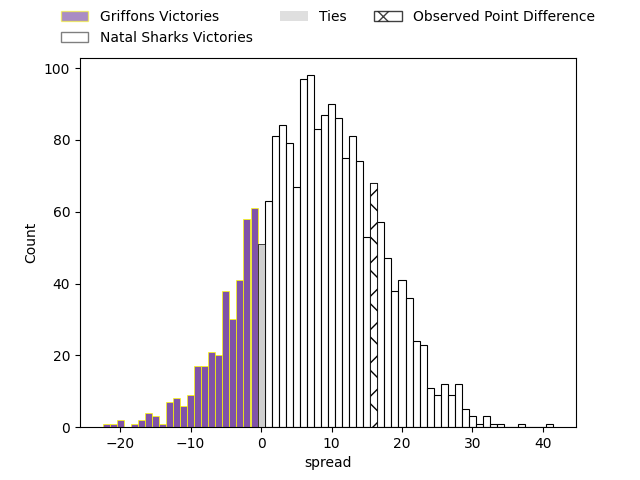 Griffons Victories
Ties
Observed Point Difference
Natal Sharks Victories
100
80
60
40
20
0
Count
−20
−10
0
10
20
30
40
spread